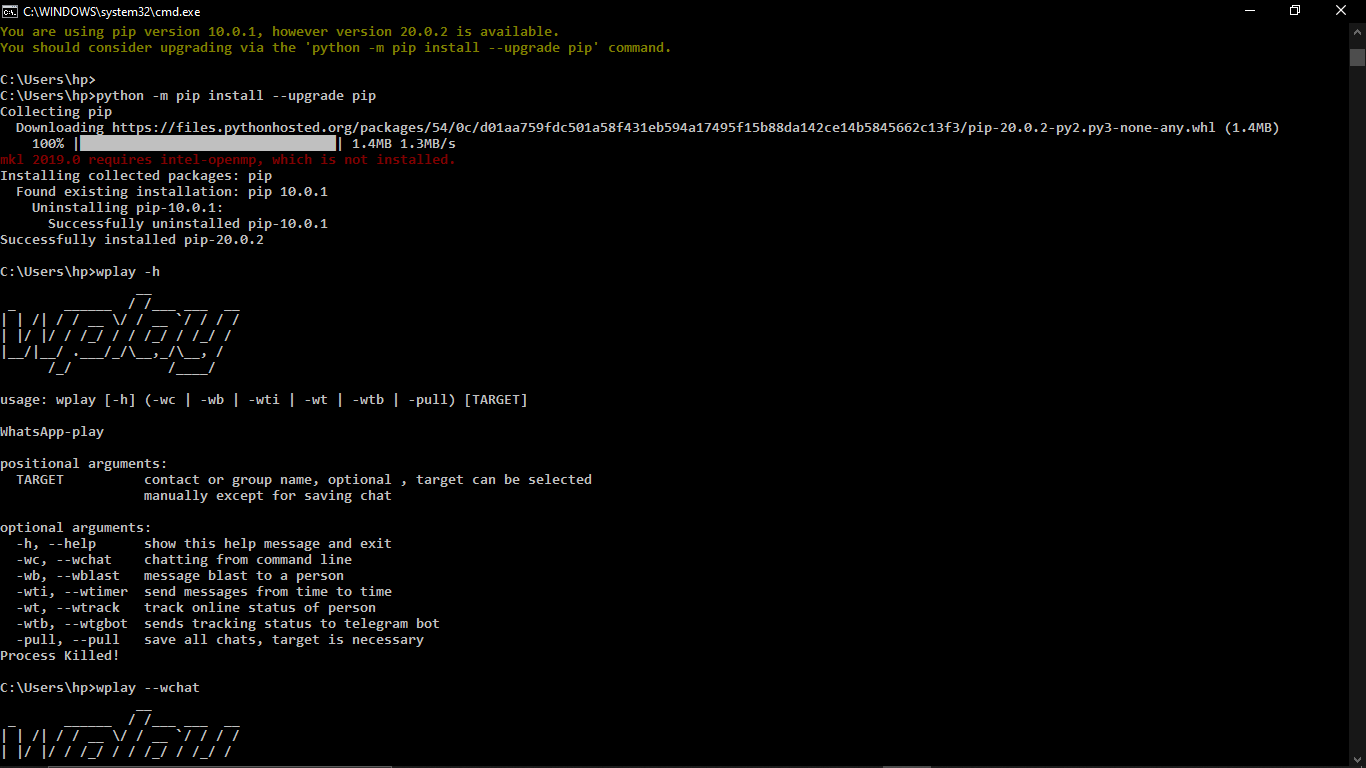 C:\WINDOWS\system32\cmd.exe
You are using pip version 10.0.1, however version 20.0.2 is available.
You should consider upgrading via the 'python -m pip install --upgrade pip' command.
C:\Users\hp>
C:\Users\hp>python -m pip install --upgrade pip
Collecting pip
  Downloading https://files.pythonhosted.org/packages/54/0c/d01aa759fdc501a58f431eb594a17495f15b88da142ce14b5845662c13f3/pip-20.0.2-py2.py3-none-any.whl (1.4MB)
    100% |████████████████████████████████| 1.4MB 1.3MB/s
mkl 2019.0 requires intel-openmp, which is not installed.
Installing collected packages: pip
  Found existing installation: pip 10.0.1
    Uninstalling pip-10.0.1:
      Successfully uninstalled pip-10.0.1
Successfully installed pip-20.0.2
C:\Users\hp>wplay -h
wplay
usage: wplay [-h] (-wc | -wb | -wti | -wt | -wtb | -pull) [TARGET]
WhatsApp-play
positional arguments:
  TARGET          contact or group name, optional , target can be selected
                  manually except for saving chat
optional arguments:
  -h, --help      show this help message and exit
  -wc, --wchat    chatting from command line
  -wb, --wblast   message blast to a person
  -wti, --wtimer  send messages from time to time
  -wt, --wtrack   track online status of person
  -wtb, --wtgbot  sends tracking status to telegram bot
  -pull, --pull   save all chats, target is necessary
Process Killed!
C:\Users\hp>wplay --wchat
wplay